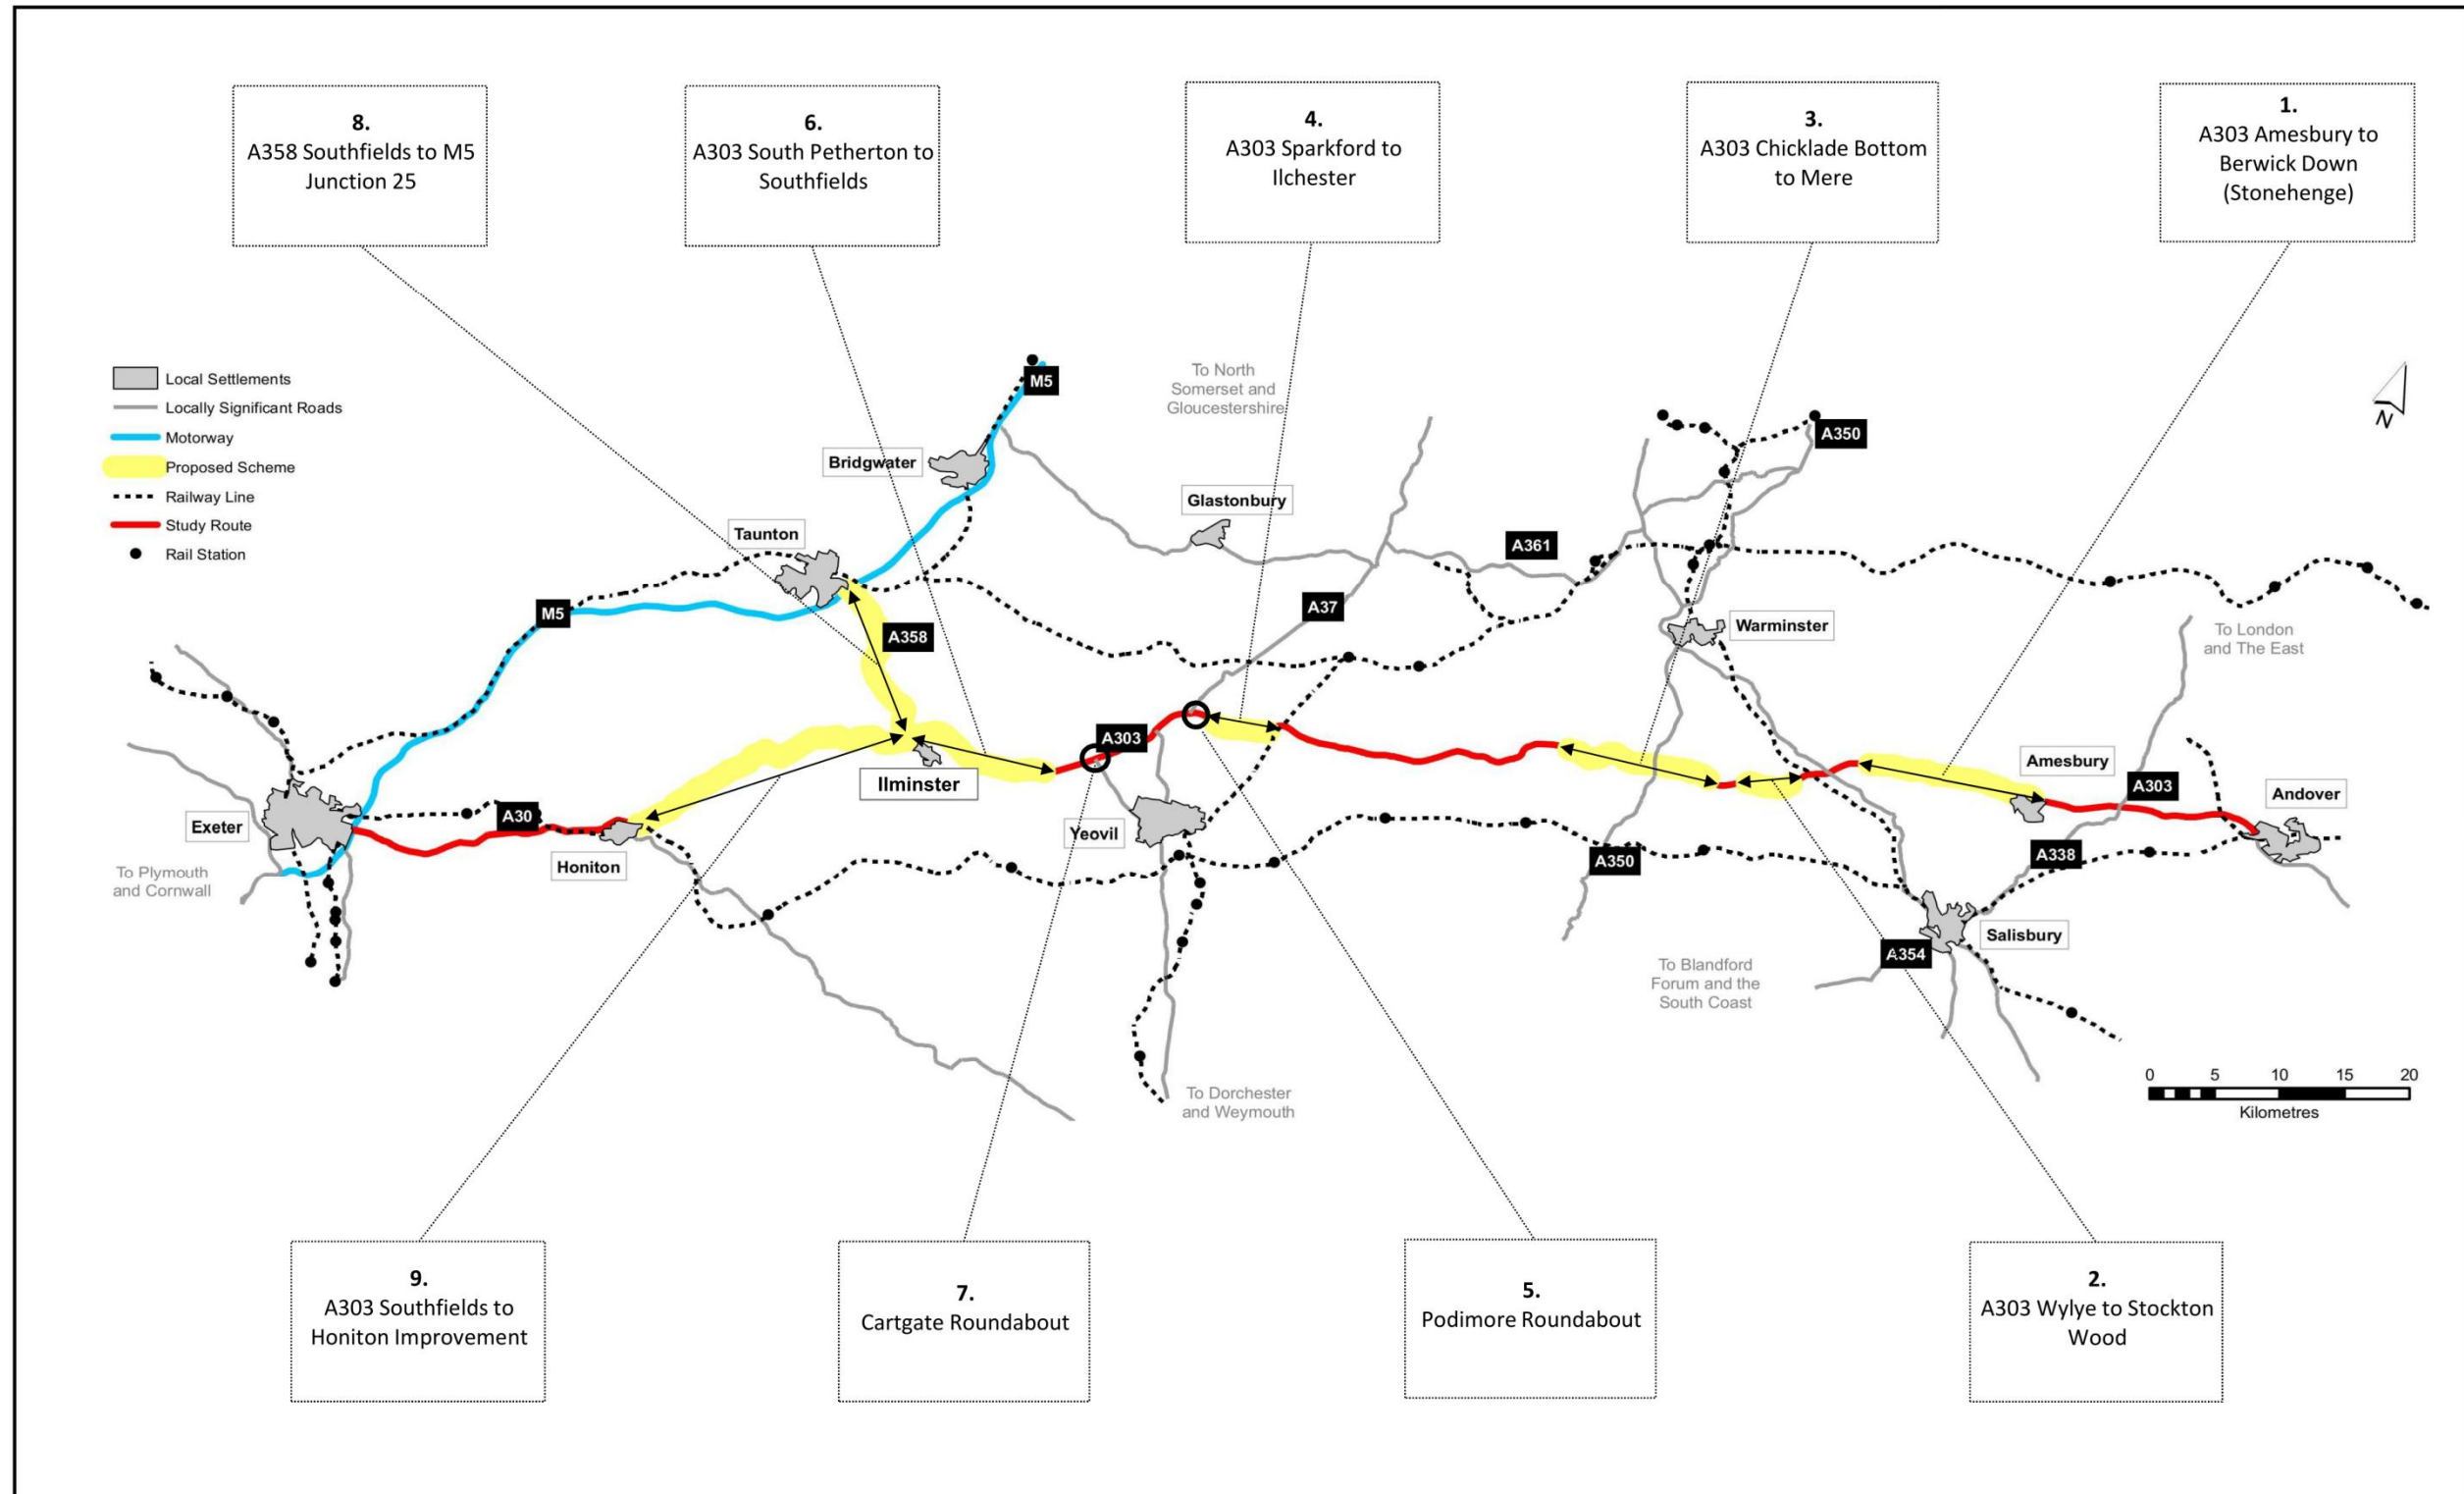 8.
A358 Southfields to M5
Junction 25
6.
A303 South Petherton to
Southfields
4.
A303 Sparkford to
Ilchester
3.
A303 Chicklade Bottom
to Mere
1.
A303 Amesbury to
Berwick Down
(Stonehenge)
Local Settlements
Locally Significant Roads
Motorway
Proposed Scheme
Railway Line
Study Route
Rail Station
M5
To North
Somerset and
Gloucestershire
N
A350
Bridgwater
Glastonbury
Taunton
A361
M5
A37
A358
Warminster
To London
and The East
A303
Ilminster
Amesbury
A303
Andover
A30
Exeter
Honiton
Yeovil
A350
A338
To Plymouth
and Cornwall
Salisbury
A354
To Blandford
Forum and the
South Coast
To Dorchester
and Weymouth
0 5 10 15 20
Kilometres
9.
A303 Southfields to
Honiton Improvement
7.
Cartgate Roundabout
5.
Podimore Roundabout
2.
A303 Wylye to Stockton
Wood